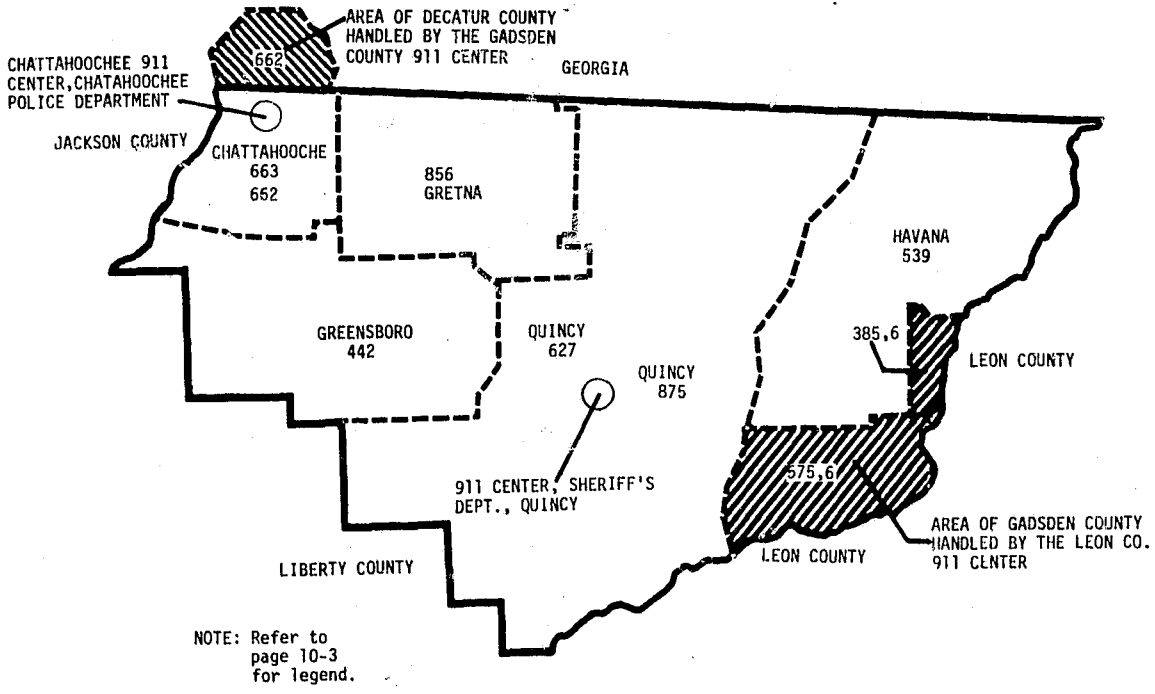 AREA OF DECATUR COUNTY
HANDLED BY THE GADSDEN
COUNTY 911 CENTER
662
CHATTAHOOCHEE 911
CENTER,CHATAHOOCHEE
POLICE DEPARTMENT
GEORGIA
JACKSON COUNTY
CHATTAHOOCHE
663
662
856
GRETNA
HAVANA
539
GREENSBORO
442
QUINCY
627
385,6
LEON COUNTY
QUINCY
875
575,6
911 CENTER, SHERIFF'S
DEPT., QUINCY
AREA OF GADSDEN COUNTY
HANDLED BY THE LEON CO.
911 CENTER
LEON COUNTY
LIBERTY COUNTY
NOTE: Refer to
page 10-3
for legend.